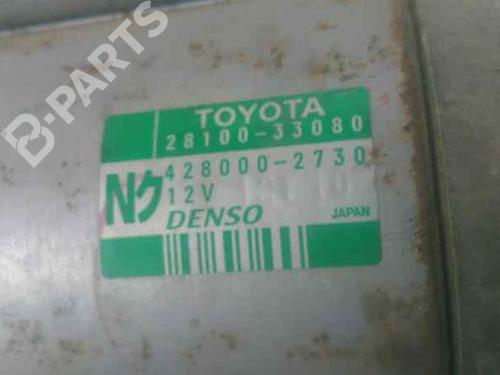 B-PARTS
TOYOTA
28100-33080
428000-2730
Nク
12V
DENSO
JAPAN